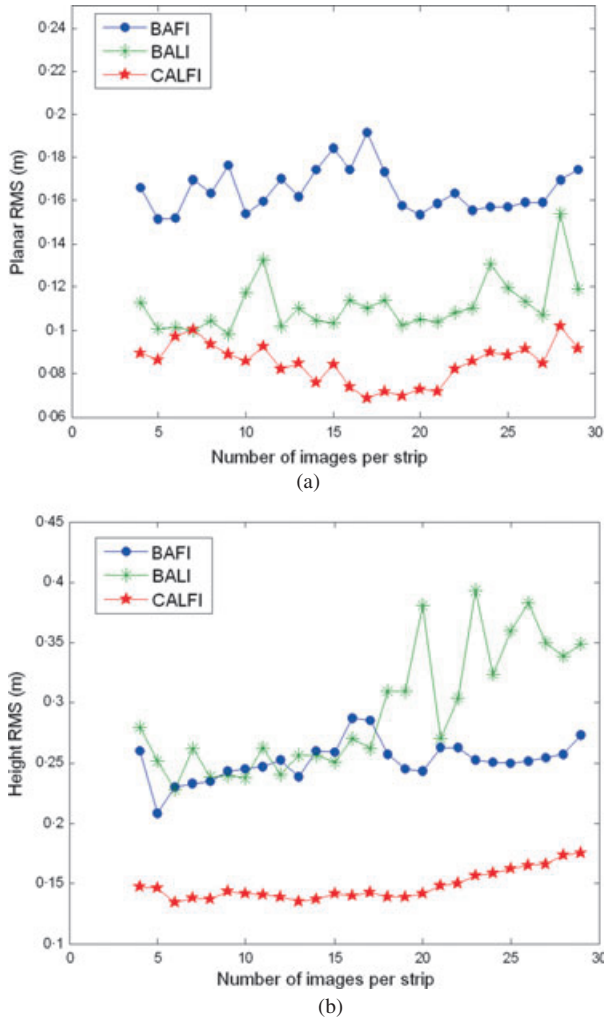 0·24
0·22
0·2
0·18
0·16
0·14
0·12
0·1
0·08
0·06
Planar RMS (m)
BAFI
BALI
CALFI
0 5 10 15 20 25 30
Number of images per strip
(a)
0·45
0·4
0·35
0·3
0·25
0·2
0·15
0·1
Height RMS (m)
BAFI
BALI
CALFI
0 5 10 15 20 25 30
Number of images per strip
(b)